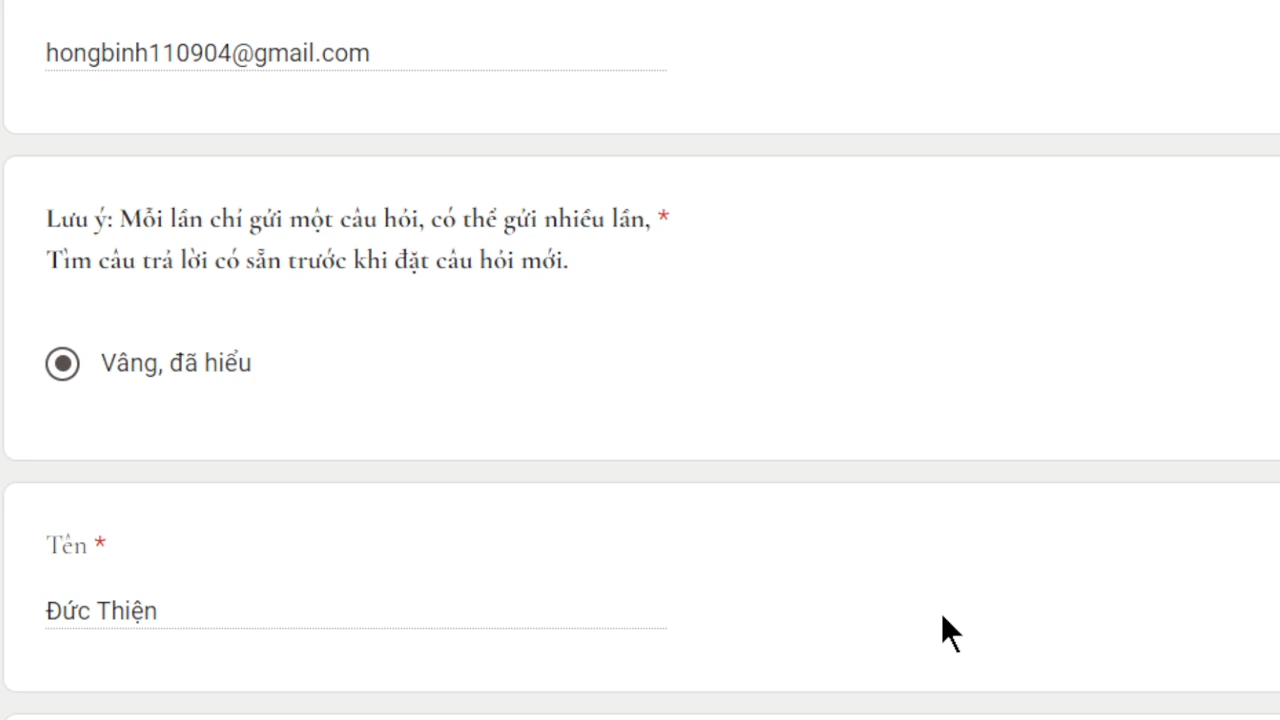 hongbinh110904@gmail.com
Lưu ý: Mỗi lần chỉ gửi một câu hỏi, có thể gửi nhiều lần, *
Tìm câu trả lời có sẵn trước khi đặt câu hỏi mới.
Vâng, đã hiểu
Tên *
Đức Thiện